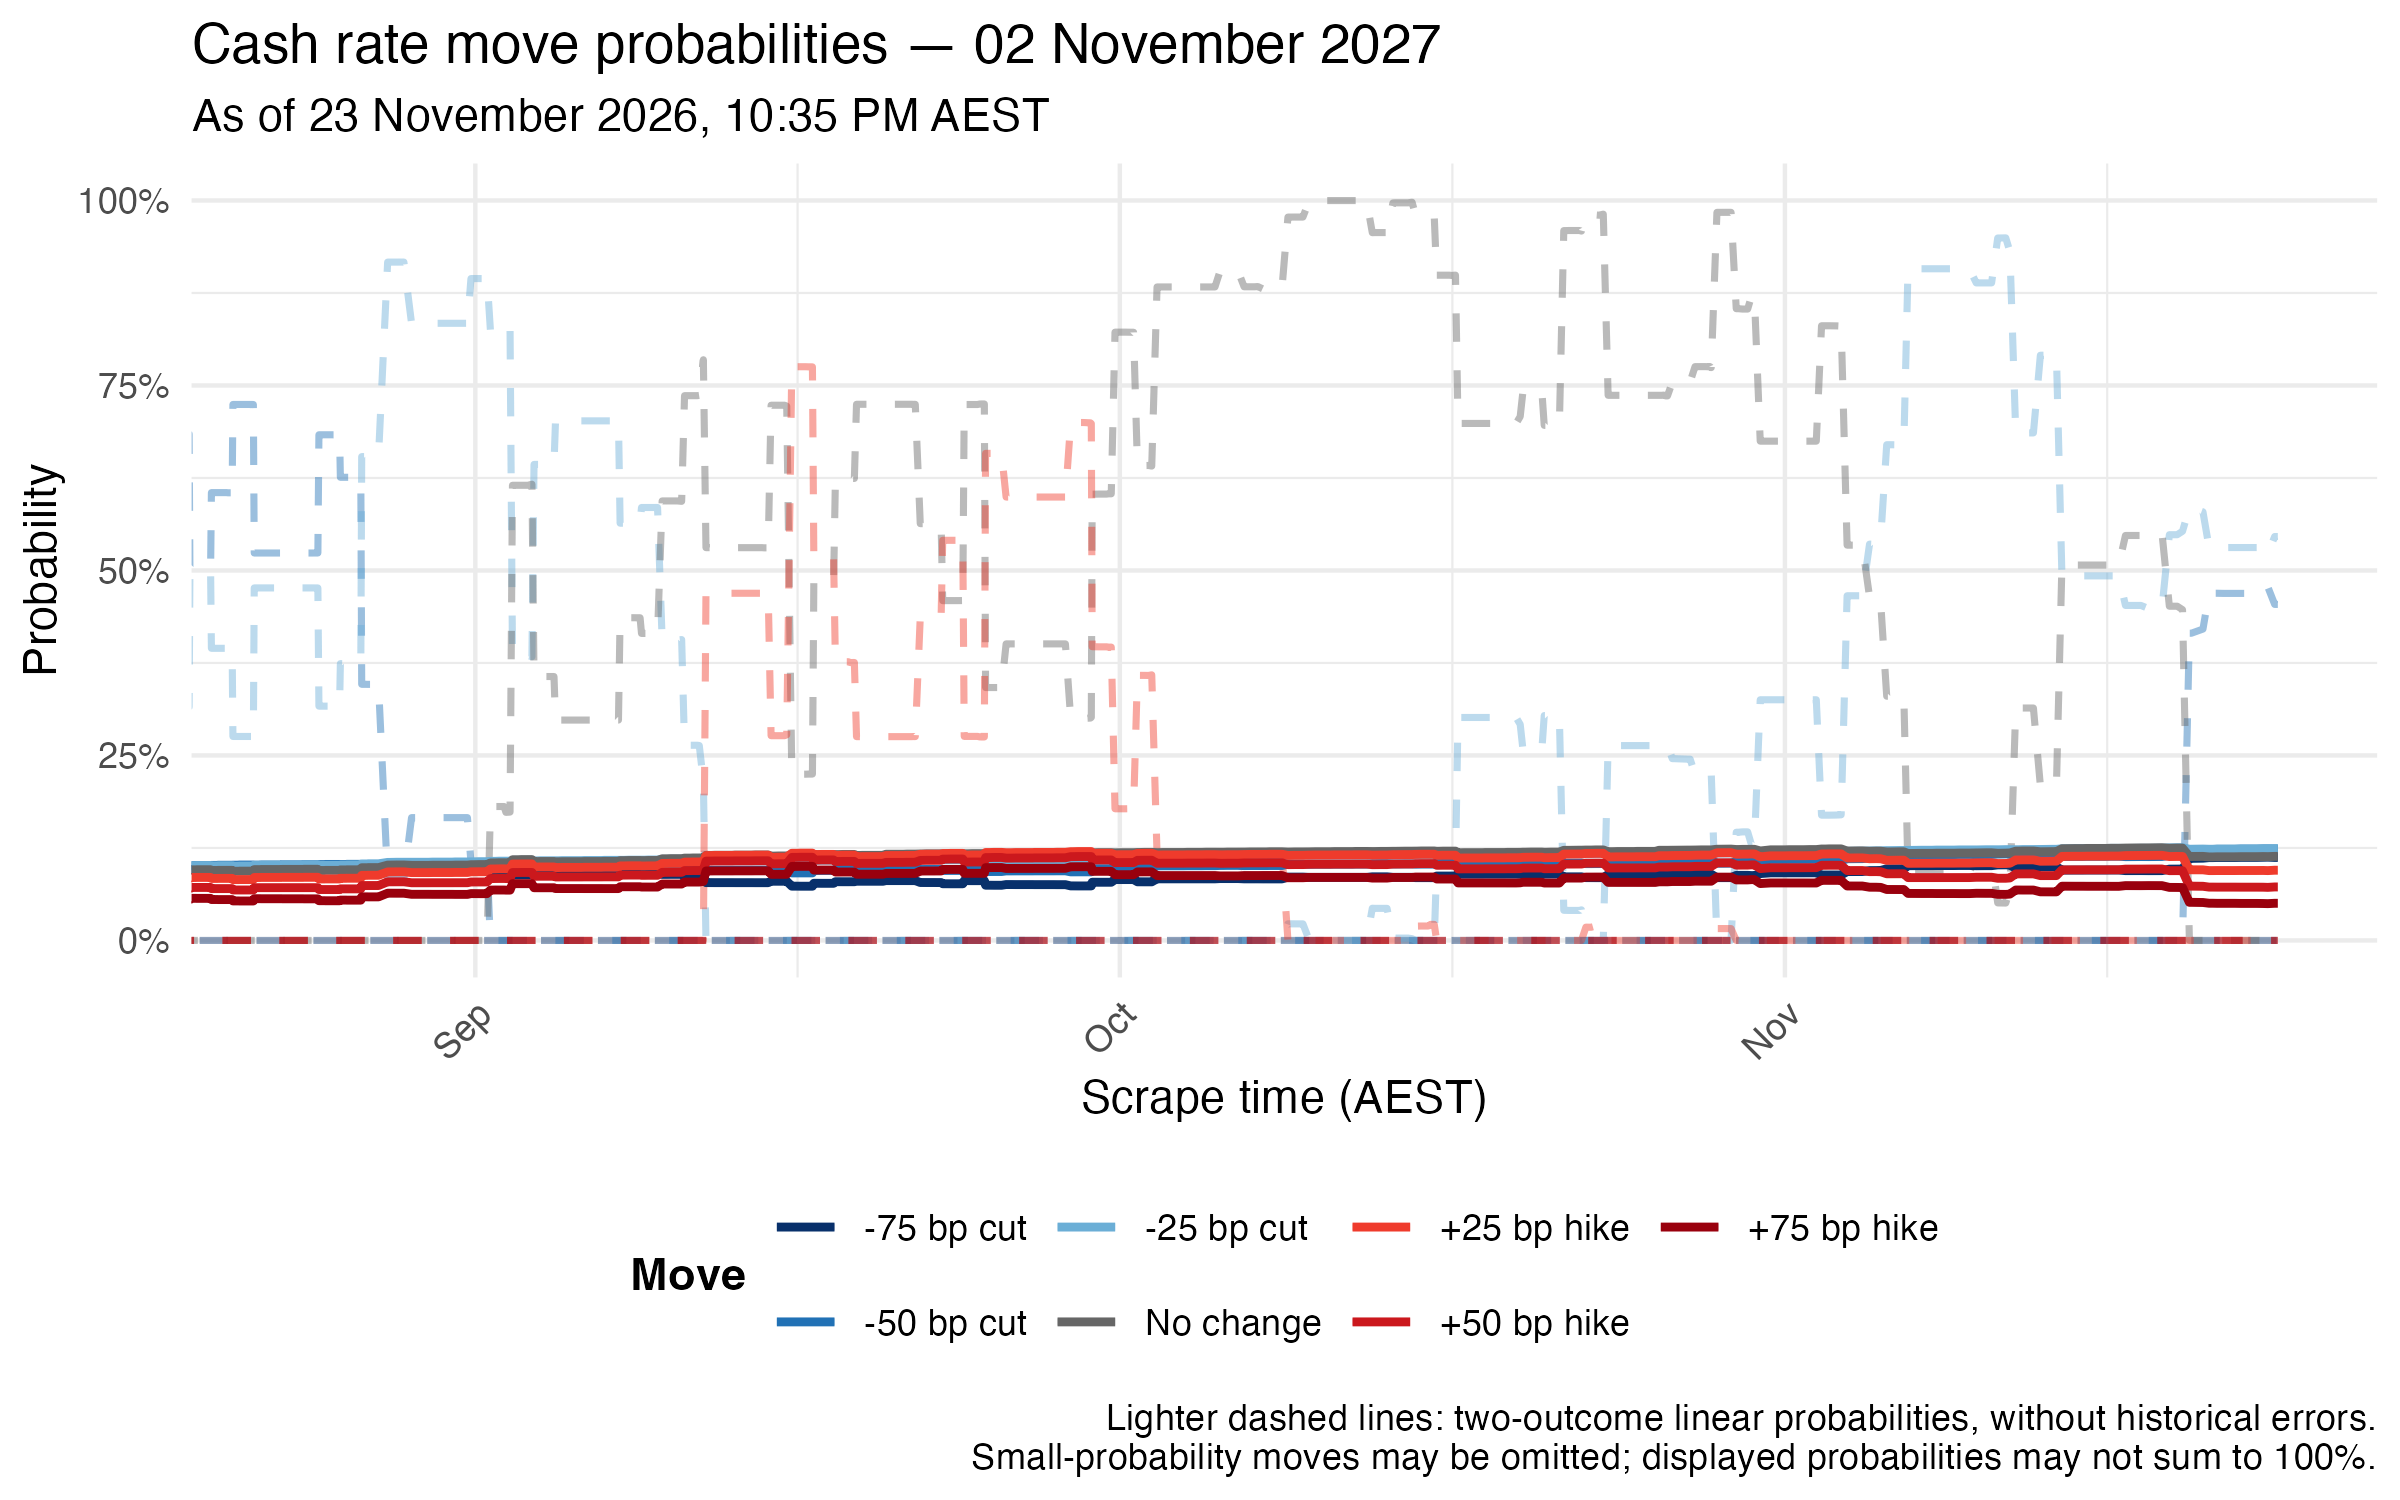 Cash rate move probabilities — 02 November 2027
As of 23 November 2026, 10:35 PM AEST
Probability
100%
75%
50%
25%
0%
Sep
Oct
Nov
Scrape time (AEST)
Move
-75 bp cut
-25 bp cut
+25 bp hike
+75 bp hike
-50 bp cut
No change
+50 bp hike
Lighter dashed lines: two-outcome linear probabilities, without historical errors.
Small-probability moves may be omitted; displayed probabilities may not sum to 100%.